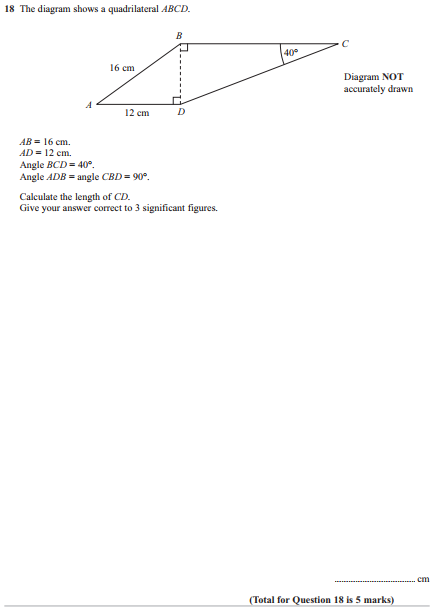 18 The diagram shows a quadrilateral ABCD.
B
C
40°
16 cm
Diagram NOT
accurately drawn
A
12 cm
D
AB = 16 cm.
AD = 12 cm.
Angle BCD = 40°.
Angle ADB = angle CBD = 90°.
Calculate the length of CD.
Give your answer correct to 3 significant figures.
.................................... cm
(Total for Question 18 is 5 marks)